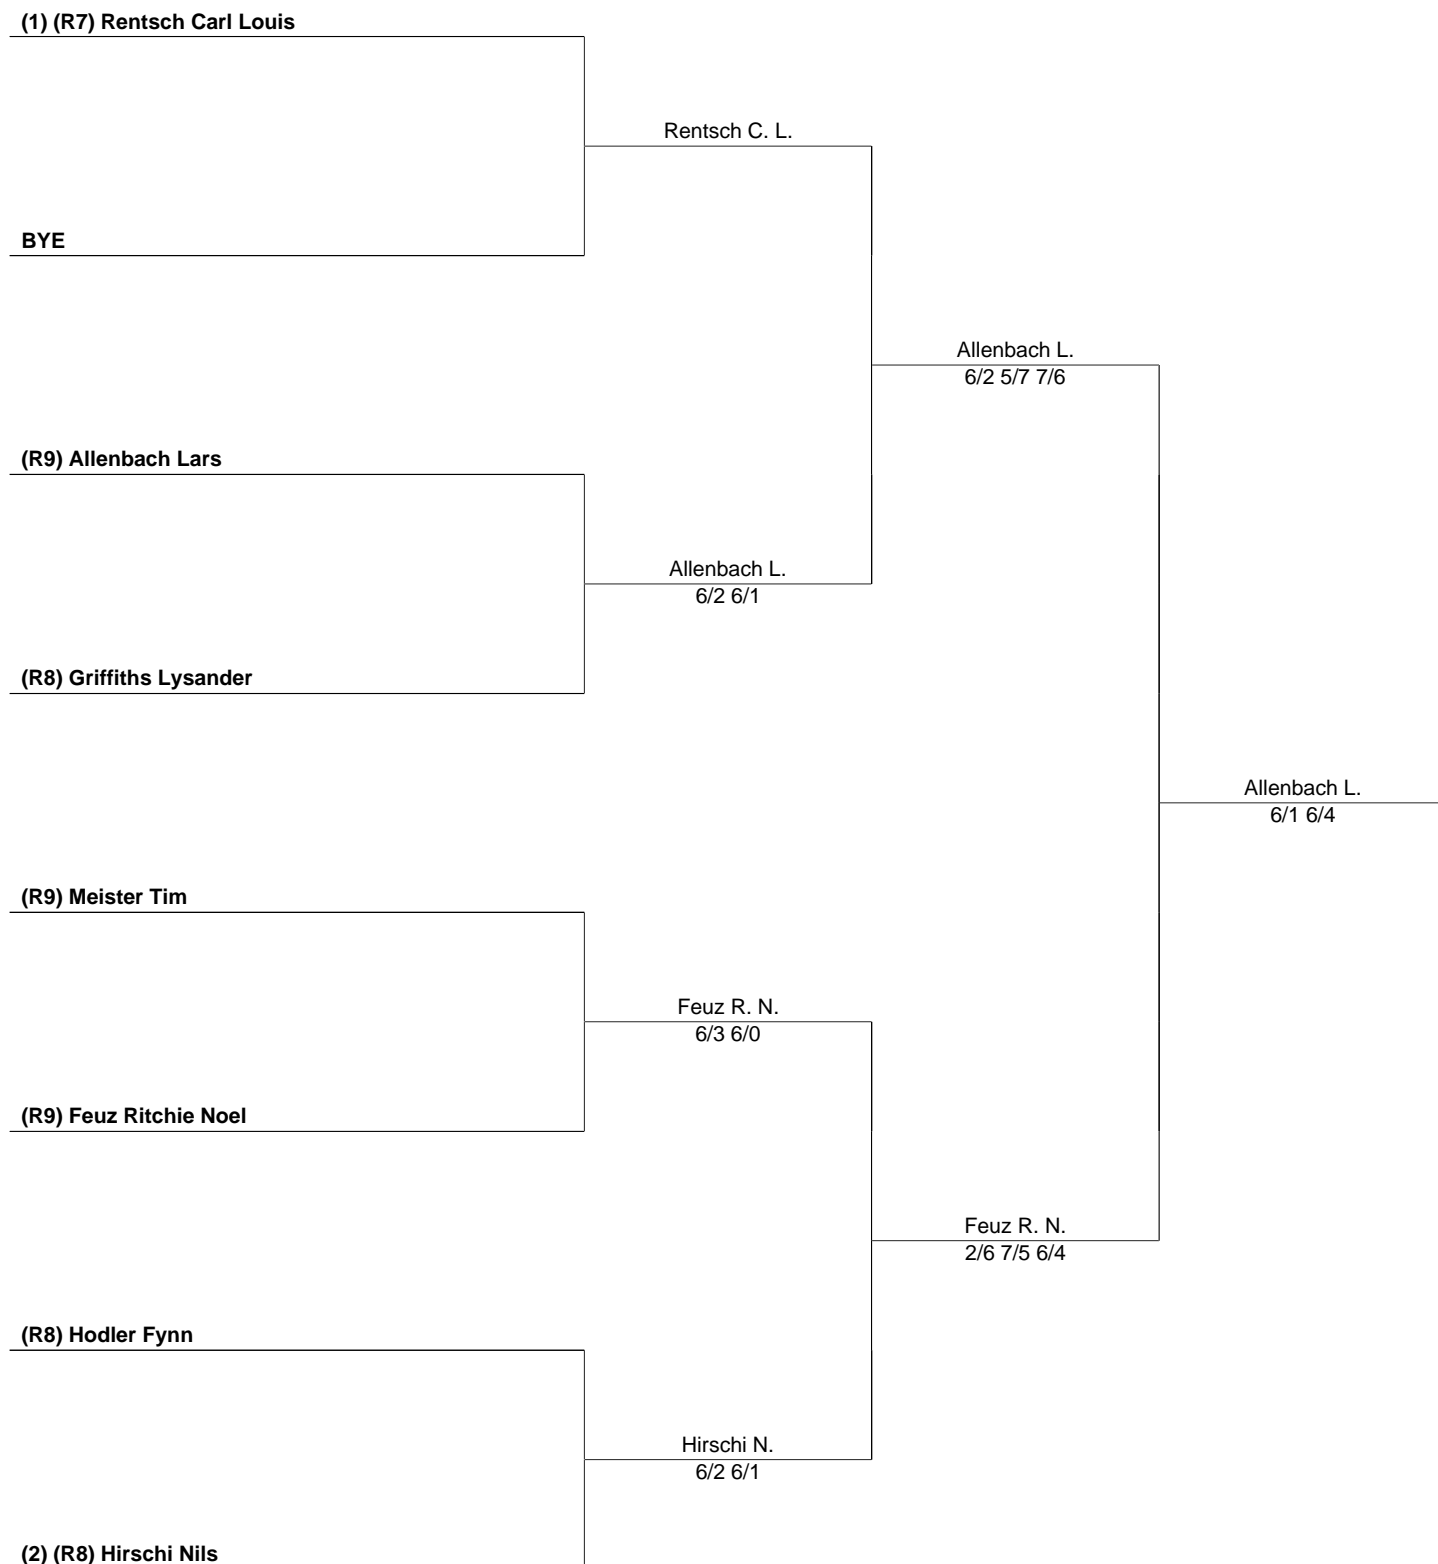 (1) (R7) Rentsch Carl Louis
Rentsch C. L.
BYE
Allenbach L.
6/2 5/7 7/6
(R9) Allenbach Lars
Allenbach L.
6/2 6/1
(R8) Griffiths Lysander
Allenbach L.
6/1 6/4
(R9) Meister Tim
Feuz R. N.
6/3 6/0
(R9) Feuz Ritchie Noel
Feuz R. N.
2/6 7/5 6/4
(R8) Hodler Fynn
Hirschi N.
6/2 6/1
(2) (R8) Hirschi Nils